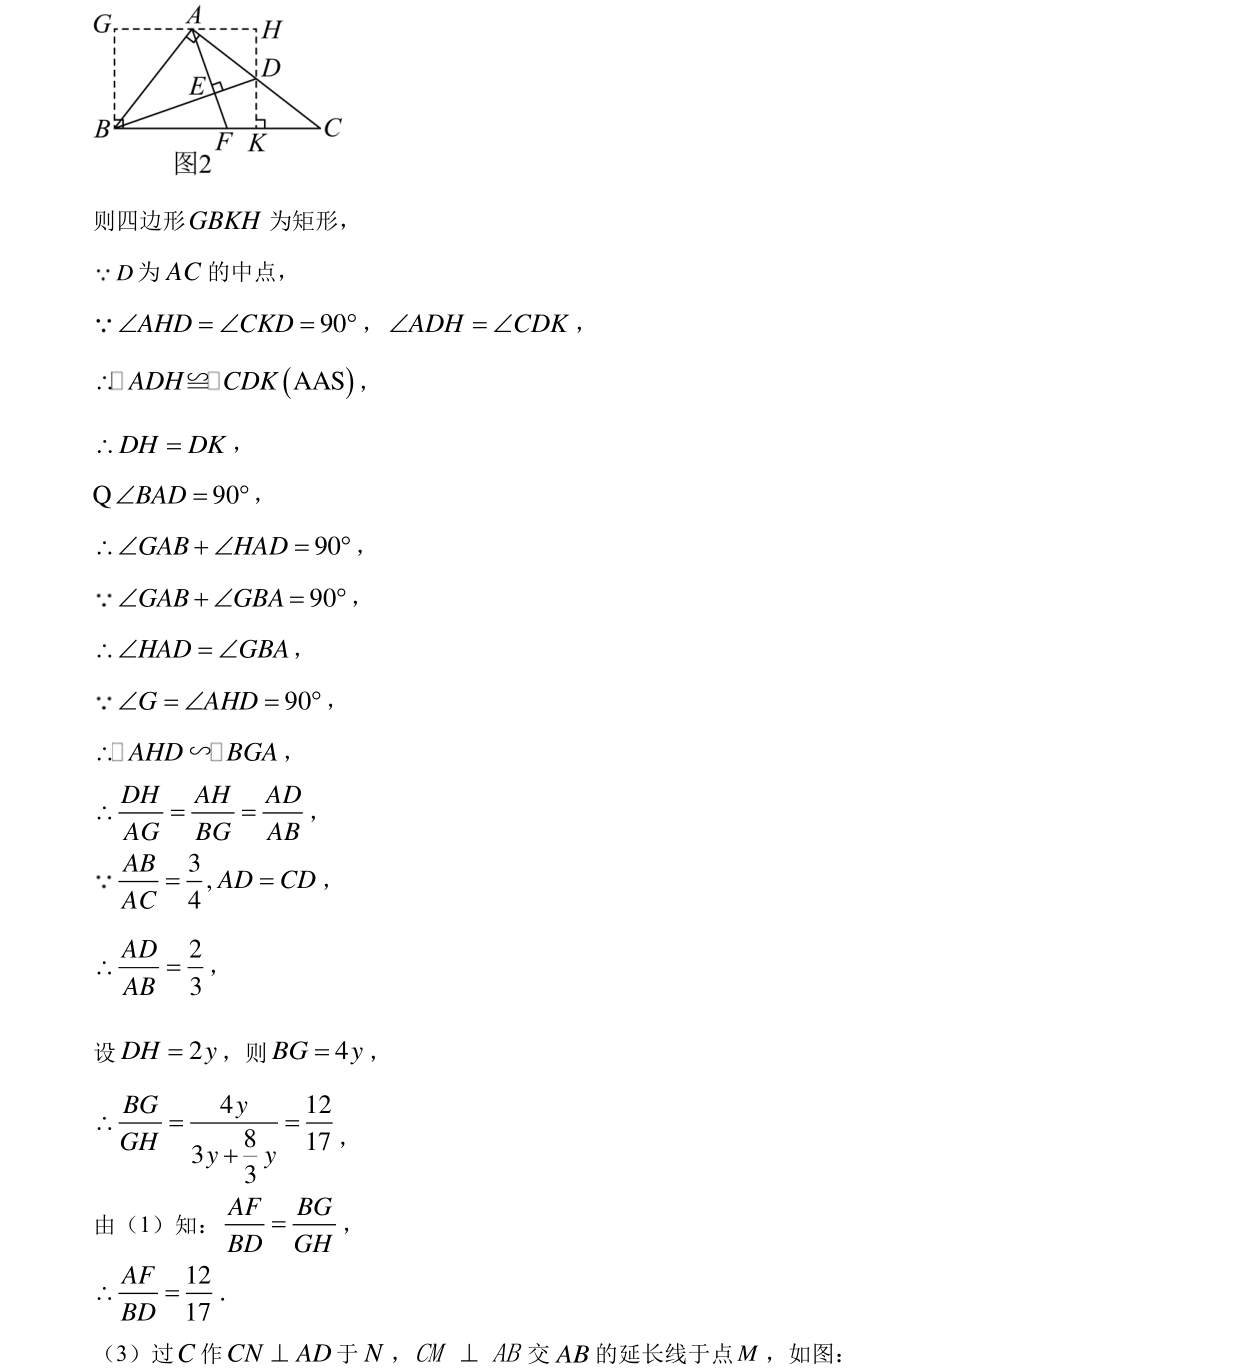 G A H
D
E
B F K C
图2
则四边形GBKH为矩形，
∵D为AC的中点，
∵∠AHD=∠CKD=90°，∠ADH=∠CDK，
∴□ADH≌□CDK(AAS)，
∴DH=DK，
Q∠BAD=90°，
∴∠GAB+∠HAD=90°，
∵∠GAB+∠GBA=90°，
∴∠HAD=∠GBA，
∵∠G=∠AHD=90°，
∴□AHD∽□BGA，
∴DH/AG=AH/BG=AD/AB，
∵AB/AC=3/4,AD=CD，
∴AD/AB=2/3，
设DH=2y，则BG=4y，
∴BG/GH=4y/(3y+8/3y)=12/17，
由（1）知：AF/BD=BG/GH，
∴AF/BD=12/17．
（3）过C作CN⊥AD于N，CM⊥AB交AB的延长线于点M，如图：